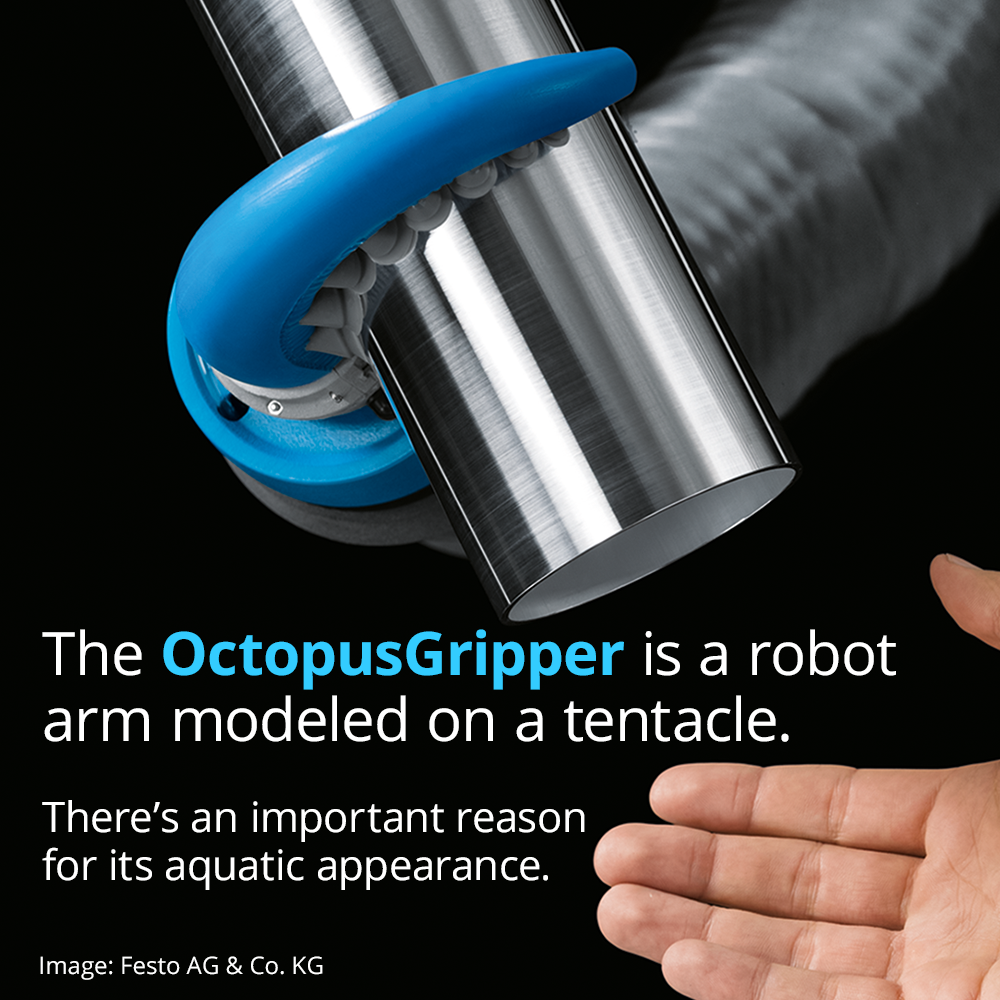 The OctopusGripper is a robot
arm modeled on a tentacle.
There’s an important reason
for its aquatic appearance.
Image: Festo AG & Co. KG